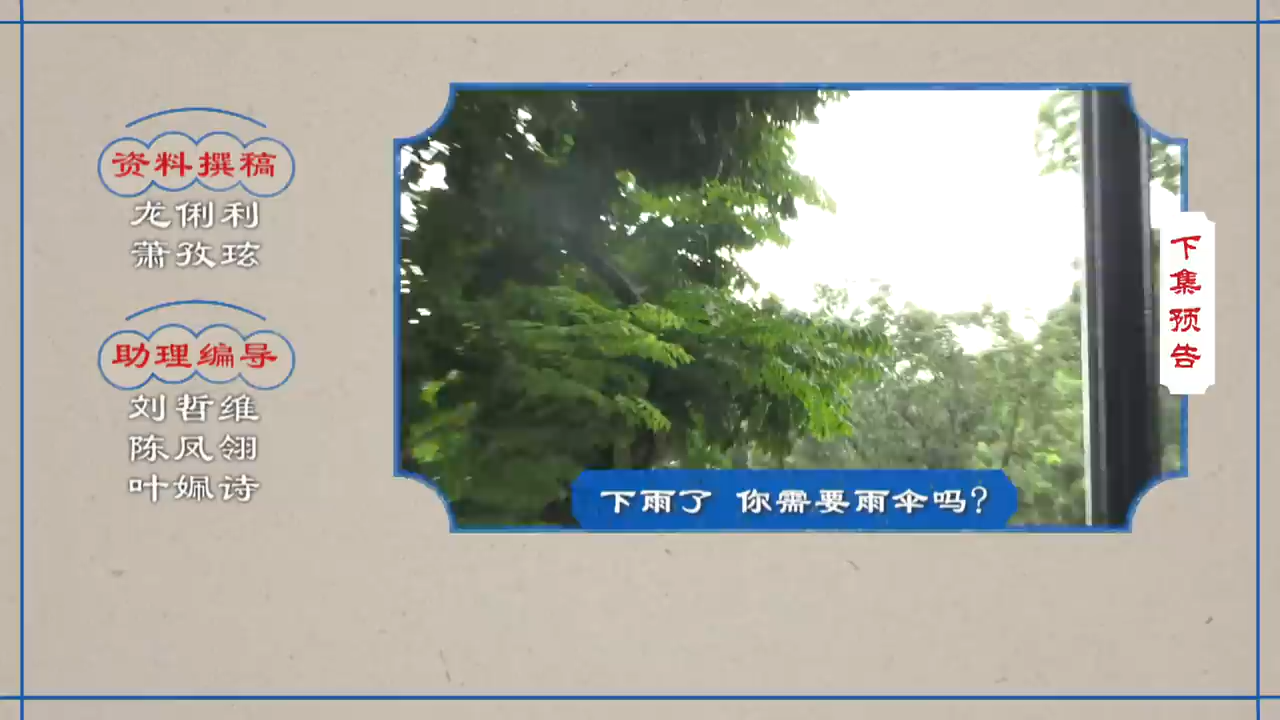 资料撰稿
龙俐利
萧孜玹
助理编导
刘哲维
陈凤翎
叶姵诗
下雨了 你需要雨伞吗?
下集预告